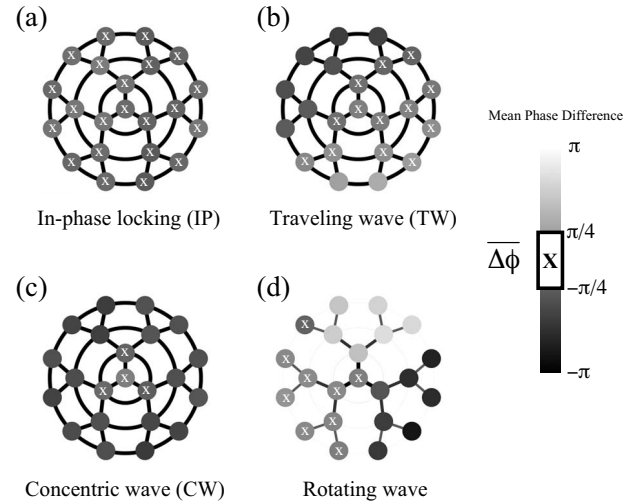 (a)
In-phase locking (IP)
(b)
Traveling wave (TW)
(c)
Concentric wave (CW)
(d)
Rotating wave
Mean Phase Difference
π
π/4
Δϕ X
−π/4
−π